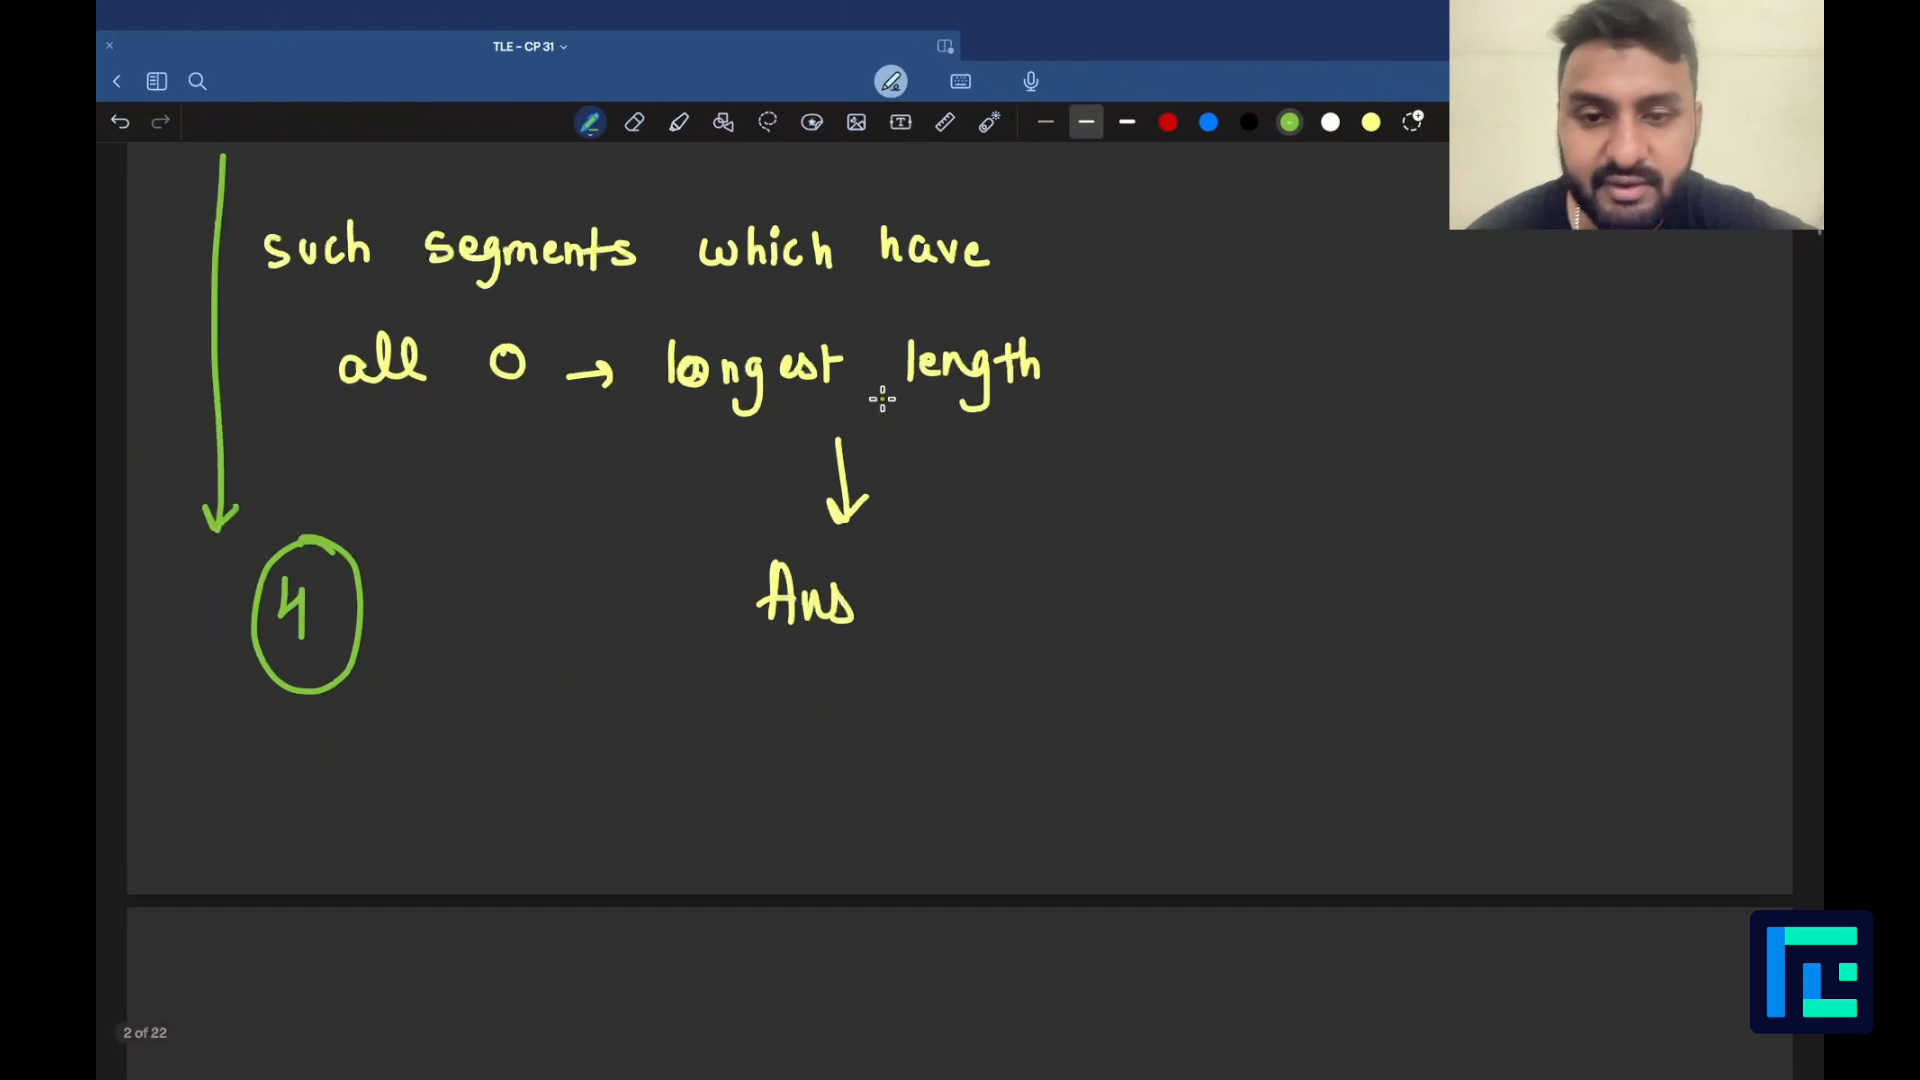 TLE - CP 31
such segments which have
all 0 → longest length
↓
4
Ans
2 of 22